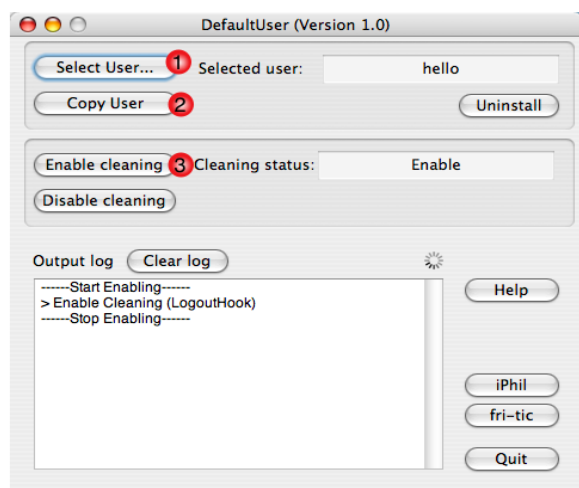 DefaultUser (Version 1.0)
Select User... 1 Selected user: hello
Copy User 2 Uninstall
Enable cleaning 3 Cleaning status: Enable
Disable cleaning
Output log Clear log
------Start Enabling------
> Enable Cleaning (LogoutHook)
------Stop Enabling------
Help
iPhil
fri-tic
Quit